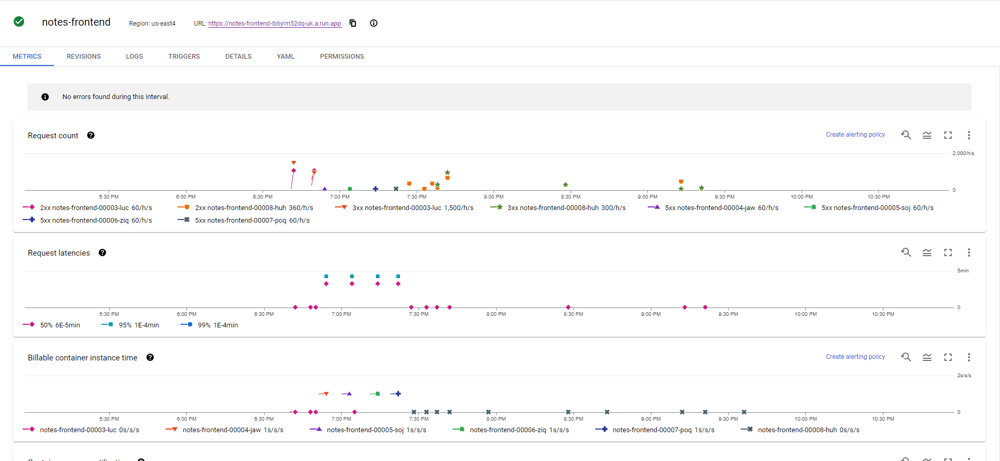 notes-frontend Region: us-east4 URL: https://notes-frontend-lb6yim52dq-uk.a.run.app
METRICS REVISIONS LOGS TRIGGERS DETAILS YAML PERMISSIONS
No errors found during this interval.
Request count
Create alerting policy
2,000/h/s
0
5:30 PM 6:00 PM 6:30 PM 7:00 PM 7:30 PM 8:00 PM 8:30 PM 9:00 PM 9:30 PM 10:00 PM 10:30 PM
2xx notes-frontend-00003-luc 60/h/s 2xx notes-frontend-00008-huh 360/h/s 3xx notes-frontend-00003-luc 1,500/h/s 3xx notes-frontend-00008-huh 300/h/s 5xx notes-frontend-00004-jaw 60/h/s 5xx notes-frontend-00005-soj 60/h/s
5xx notes-frontend-00006-ziq 60/h/s 5xx notes-frontend-00007-poq 60/h/s
Request latencies
5min
0
5:30 PM 6:00 PM 6:30 PM 7:00 PM 7:30 PM 8:00 PM 8:30 PM 9:00 PM 9:30 PM 10:00 PM 10:30 PM
50% 6E-5min 95% 1E-4min 99% 1E-4min
Billable container instance time
Create alerting policy
2s/s/s
0
5:30 PM 6:00 PM 6:30 PM 7:00 PM 7:30 PM 8:00 PM 8:30 PM 9:00 PM 9:30 PM 10:00 PM 10:30 PM
notes-frontend-00003-luc 0s/s/s notes-frontend-00004-jaw 1s/s/s notes-frontend-00005-soj 1s/s/s notes-frontend-00006-ziq 1s/s/s notes-frontend-00007-poq 1s/s/s notes-frontend-00008-huh 0s/s/s